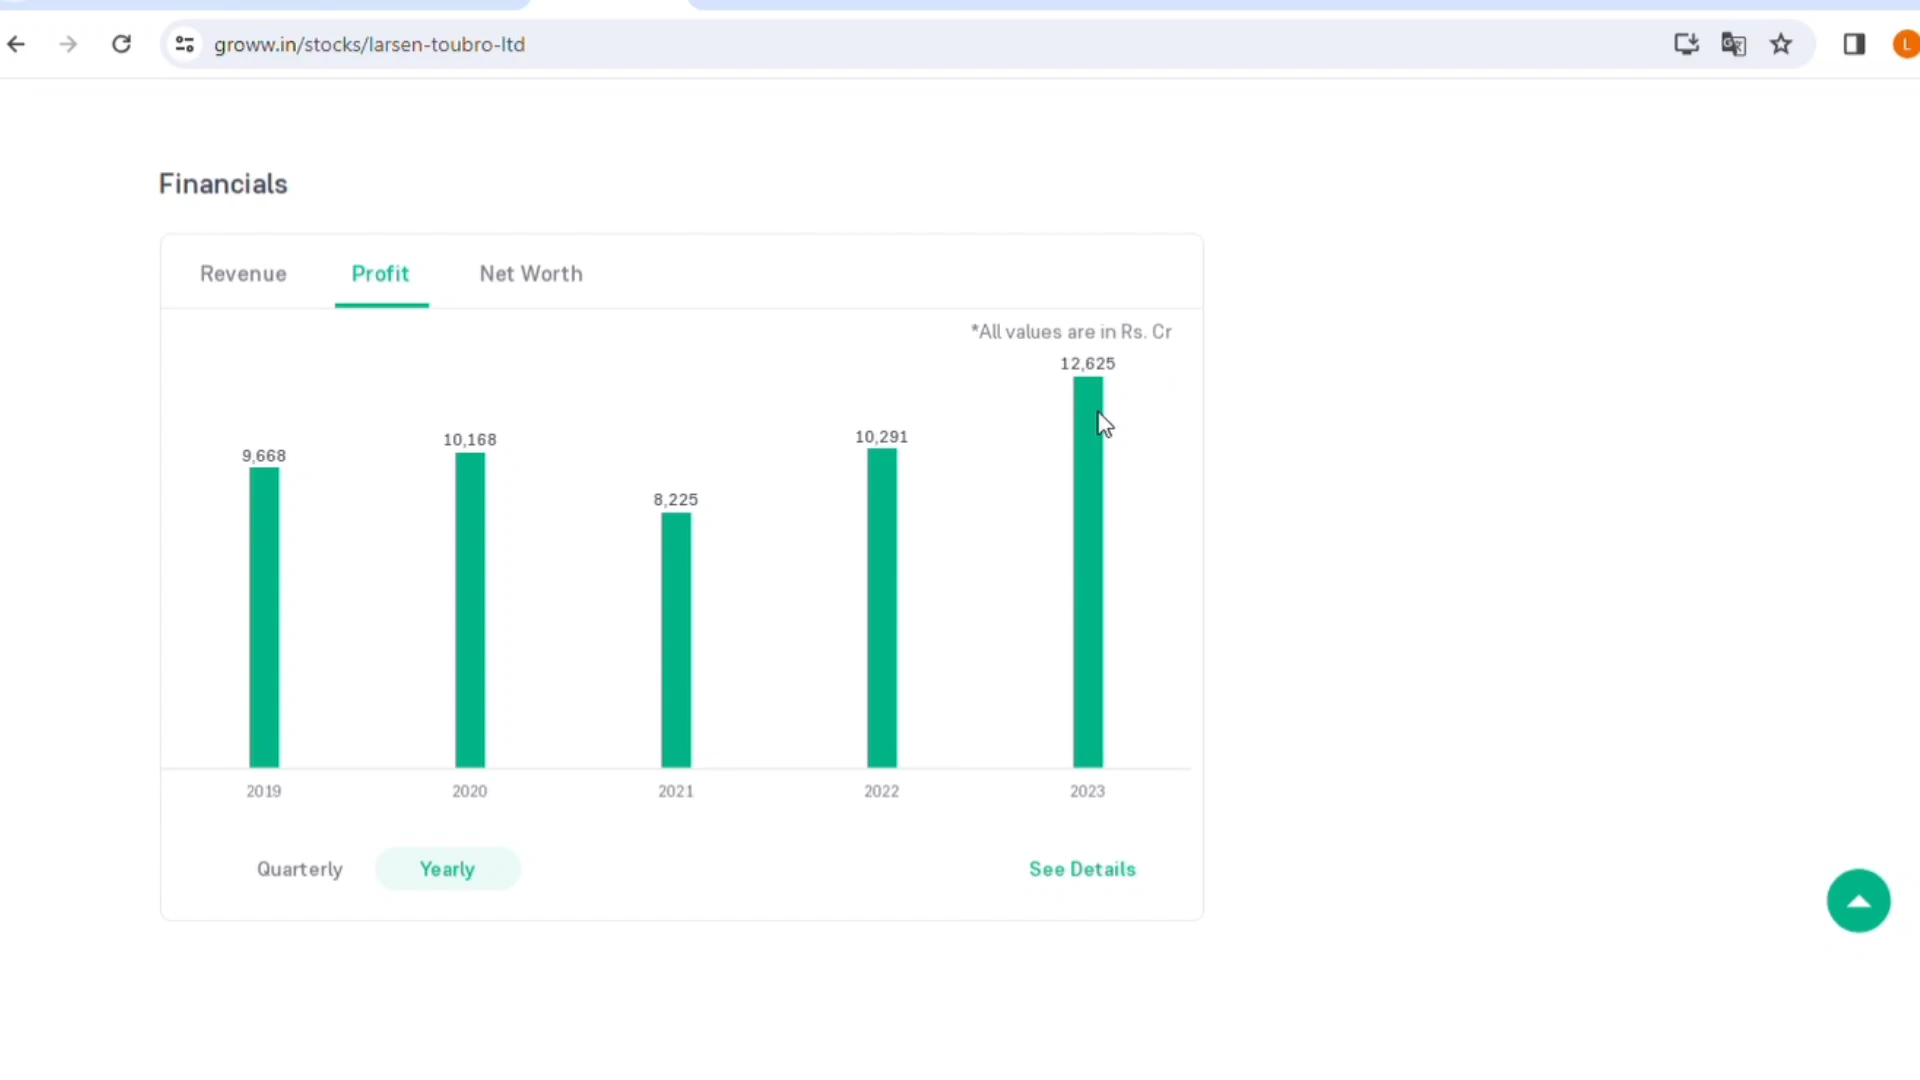 groww.in/stocks/larsen-toubro-ltd
L
Financials
Revenue Profit Net Worth
*All values are in Rs. Cr
12,625
10,291
10,168
9,668
8,225
2019 2020 2021 2022 2023
Quarterly Yearly See Details